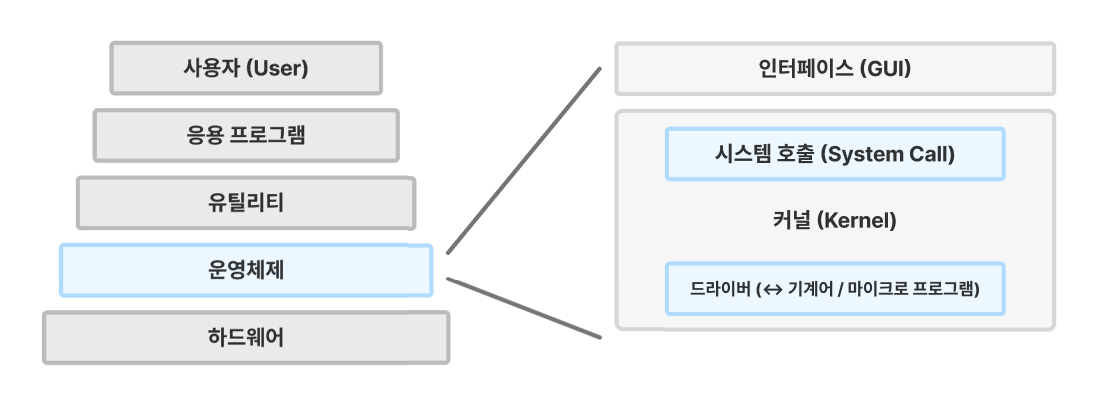 사용자 (User)
응용 프로그램
유틸리티
운영체제
하드웨어
인터페이스 (GUI)
시스템 호출 (System Call)
커널 (Kernel)
드라이버 (↔ 기계어 / 마이크로 프로그램)